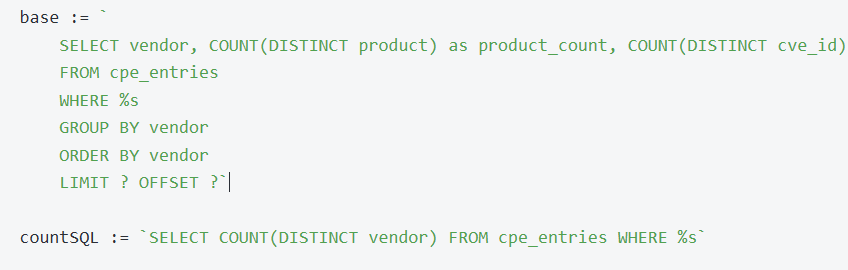 base := `
SELECT vendor, COUNT(DISTINCT product) as product_count, COUNT(DISTINCT cve_id)
FROM cpe_entries
WHERE %s
GROUP BY vendor
ORDER BY vendor
LIMIT ? OFFSET ?`
countSQL := `SELECT COUNT(DISTINCT vendor) FROM cpe_entries WHERE %s`